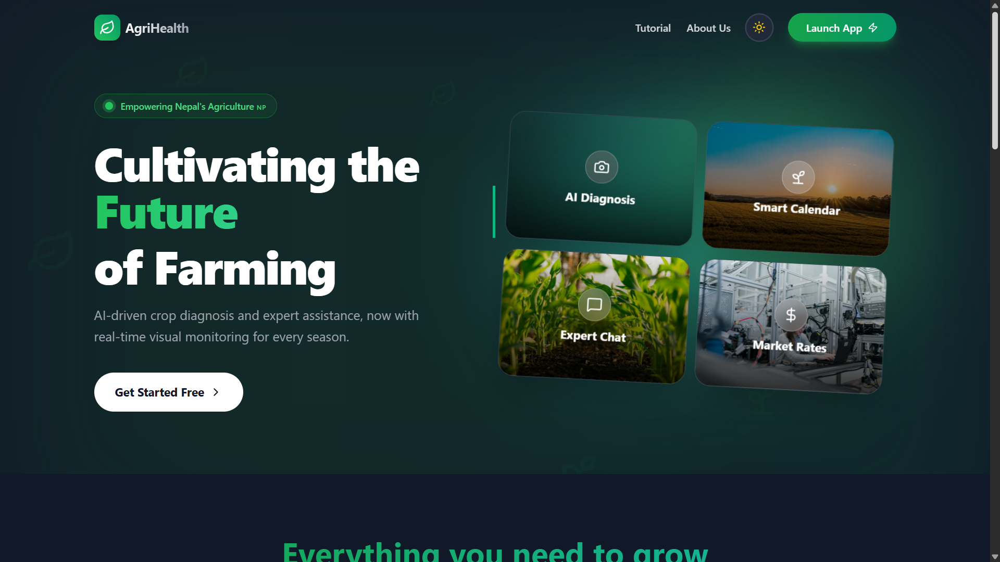 AgriHealth
Tutorial
About Us
Launch App
Empowering Nepal's Agriculture NP
Cultivating the
Future
of Farming
AI-driven crop diagnosis and expert assistance, now with
real-time visual monitoring for every season.
Get Started Free
AI Diagnosis
Smart Calendar
Expert Chat
Market Rates
Everything you need to grow